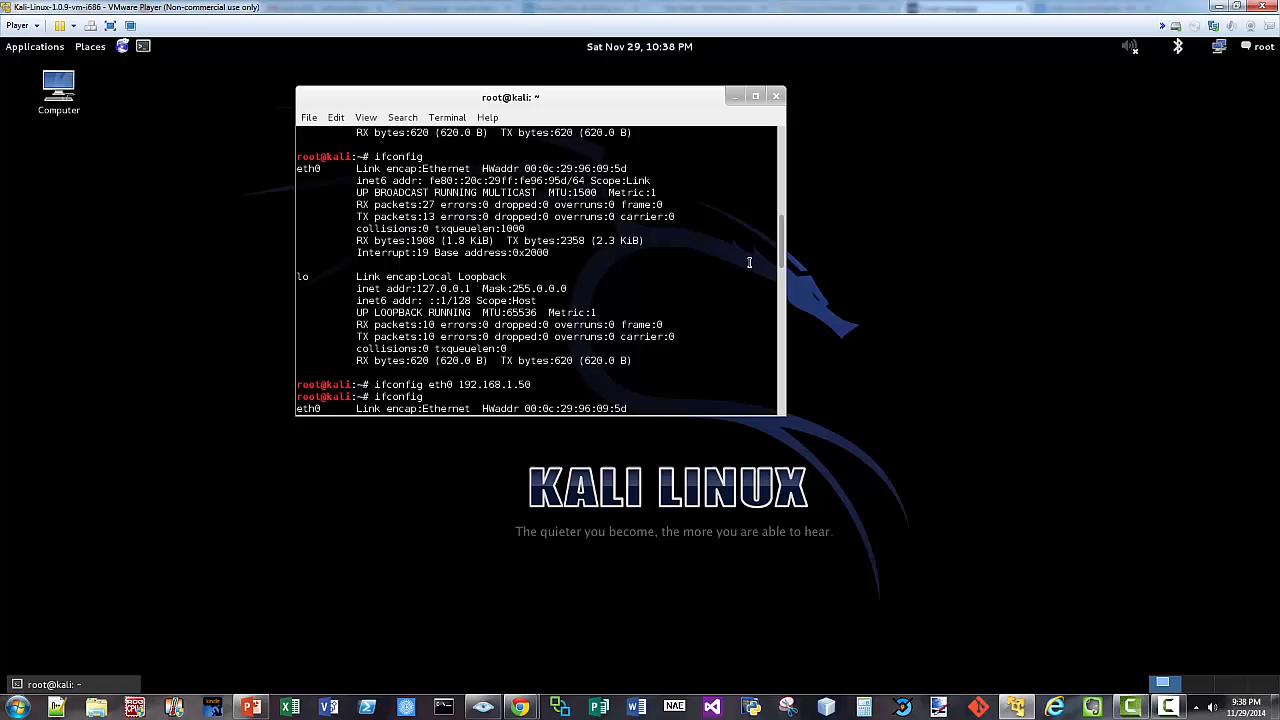 Kali-Linux-1.0.9-vm-i686 - VMware Player (Non-commercial use only)
Player
Applications Places
Sat Nov 29, 10:38 PM
root
Computer
root@kali: ~
File Edit View Search Terminal Help
RX bytes:620 (620.0 B) TX bytes:620 (620.0 B)
root@kali:~# ifconfig
eth0 Link encap:Ethernet HWaddr 00:0c:29:96:09:5d
inet6 addr: fe80::20c:29ff:fe96:95d/64 Scope:Link
UP BROADCAST RUNNING MULTICAST MTU:1500 Metric:1
RX packets:27 errors:0 dropped:0 overruns:0 frame:0
TX packets:13 errors:0 dropped:0 overruns:0 carrier:0
collisions:0 txqueuelen:1000
RX bytes:1908 (1.8 KiB) TX bytes:2358 (2.3 KiB)
Interrupt:19 Base address:0x2000
lo Link encap:Local Loopback
inet addr:127.0.0.1 Mask:255.0.0.0
inet6 addr: ::1/128 Scope:Host
UP LOOPBACK RUNNING MTU:65536 Metric:1
RX packets:10 errors:0 dropped:0 overruns:0 frame:0
TX packets:10 errors:0 dropped:0 overruns:0 carrier:0
collisions:0 txqueuelen:0
RX bytes:620 (620.0 B) TX bytes:620 (620.0 B)
root@kali:~# ifconfig eth0 192.168.1.50
root@kali:~# ifconfig
eth0 Link encap:Ethernet HWaddr 00:0c:29:96:09:5d
KALI LINUX
The quieter you become, the more you are able to hear.
root@kali: ~
kindle
NAE
9:38 PM
11/29/2014